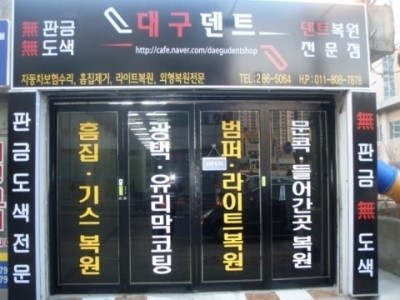 無 판금
無 도색
대구덴트
http://cafe.naver.com/daegudentshop
덴트복원
전문점
자동차보험수리, 흠집제거, 라이트복원, 외형복원전문
TEL:2 86-5064
H.P:011-808-7878
판금도색전문
흠집·기스복원
광택·유리막코팅
범퍼·라이트복원
문콕·들어간곳복원
OPEN
無판금無도색